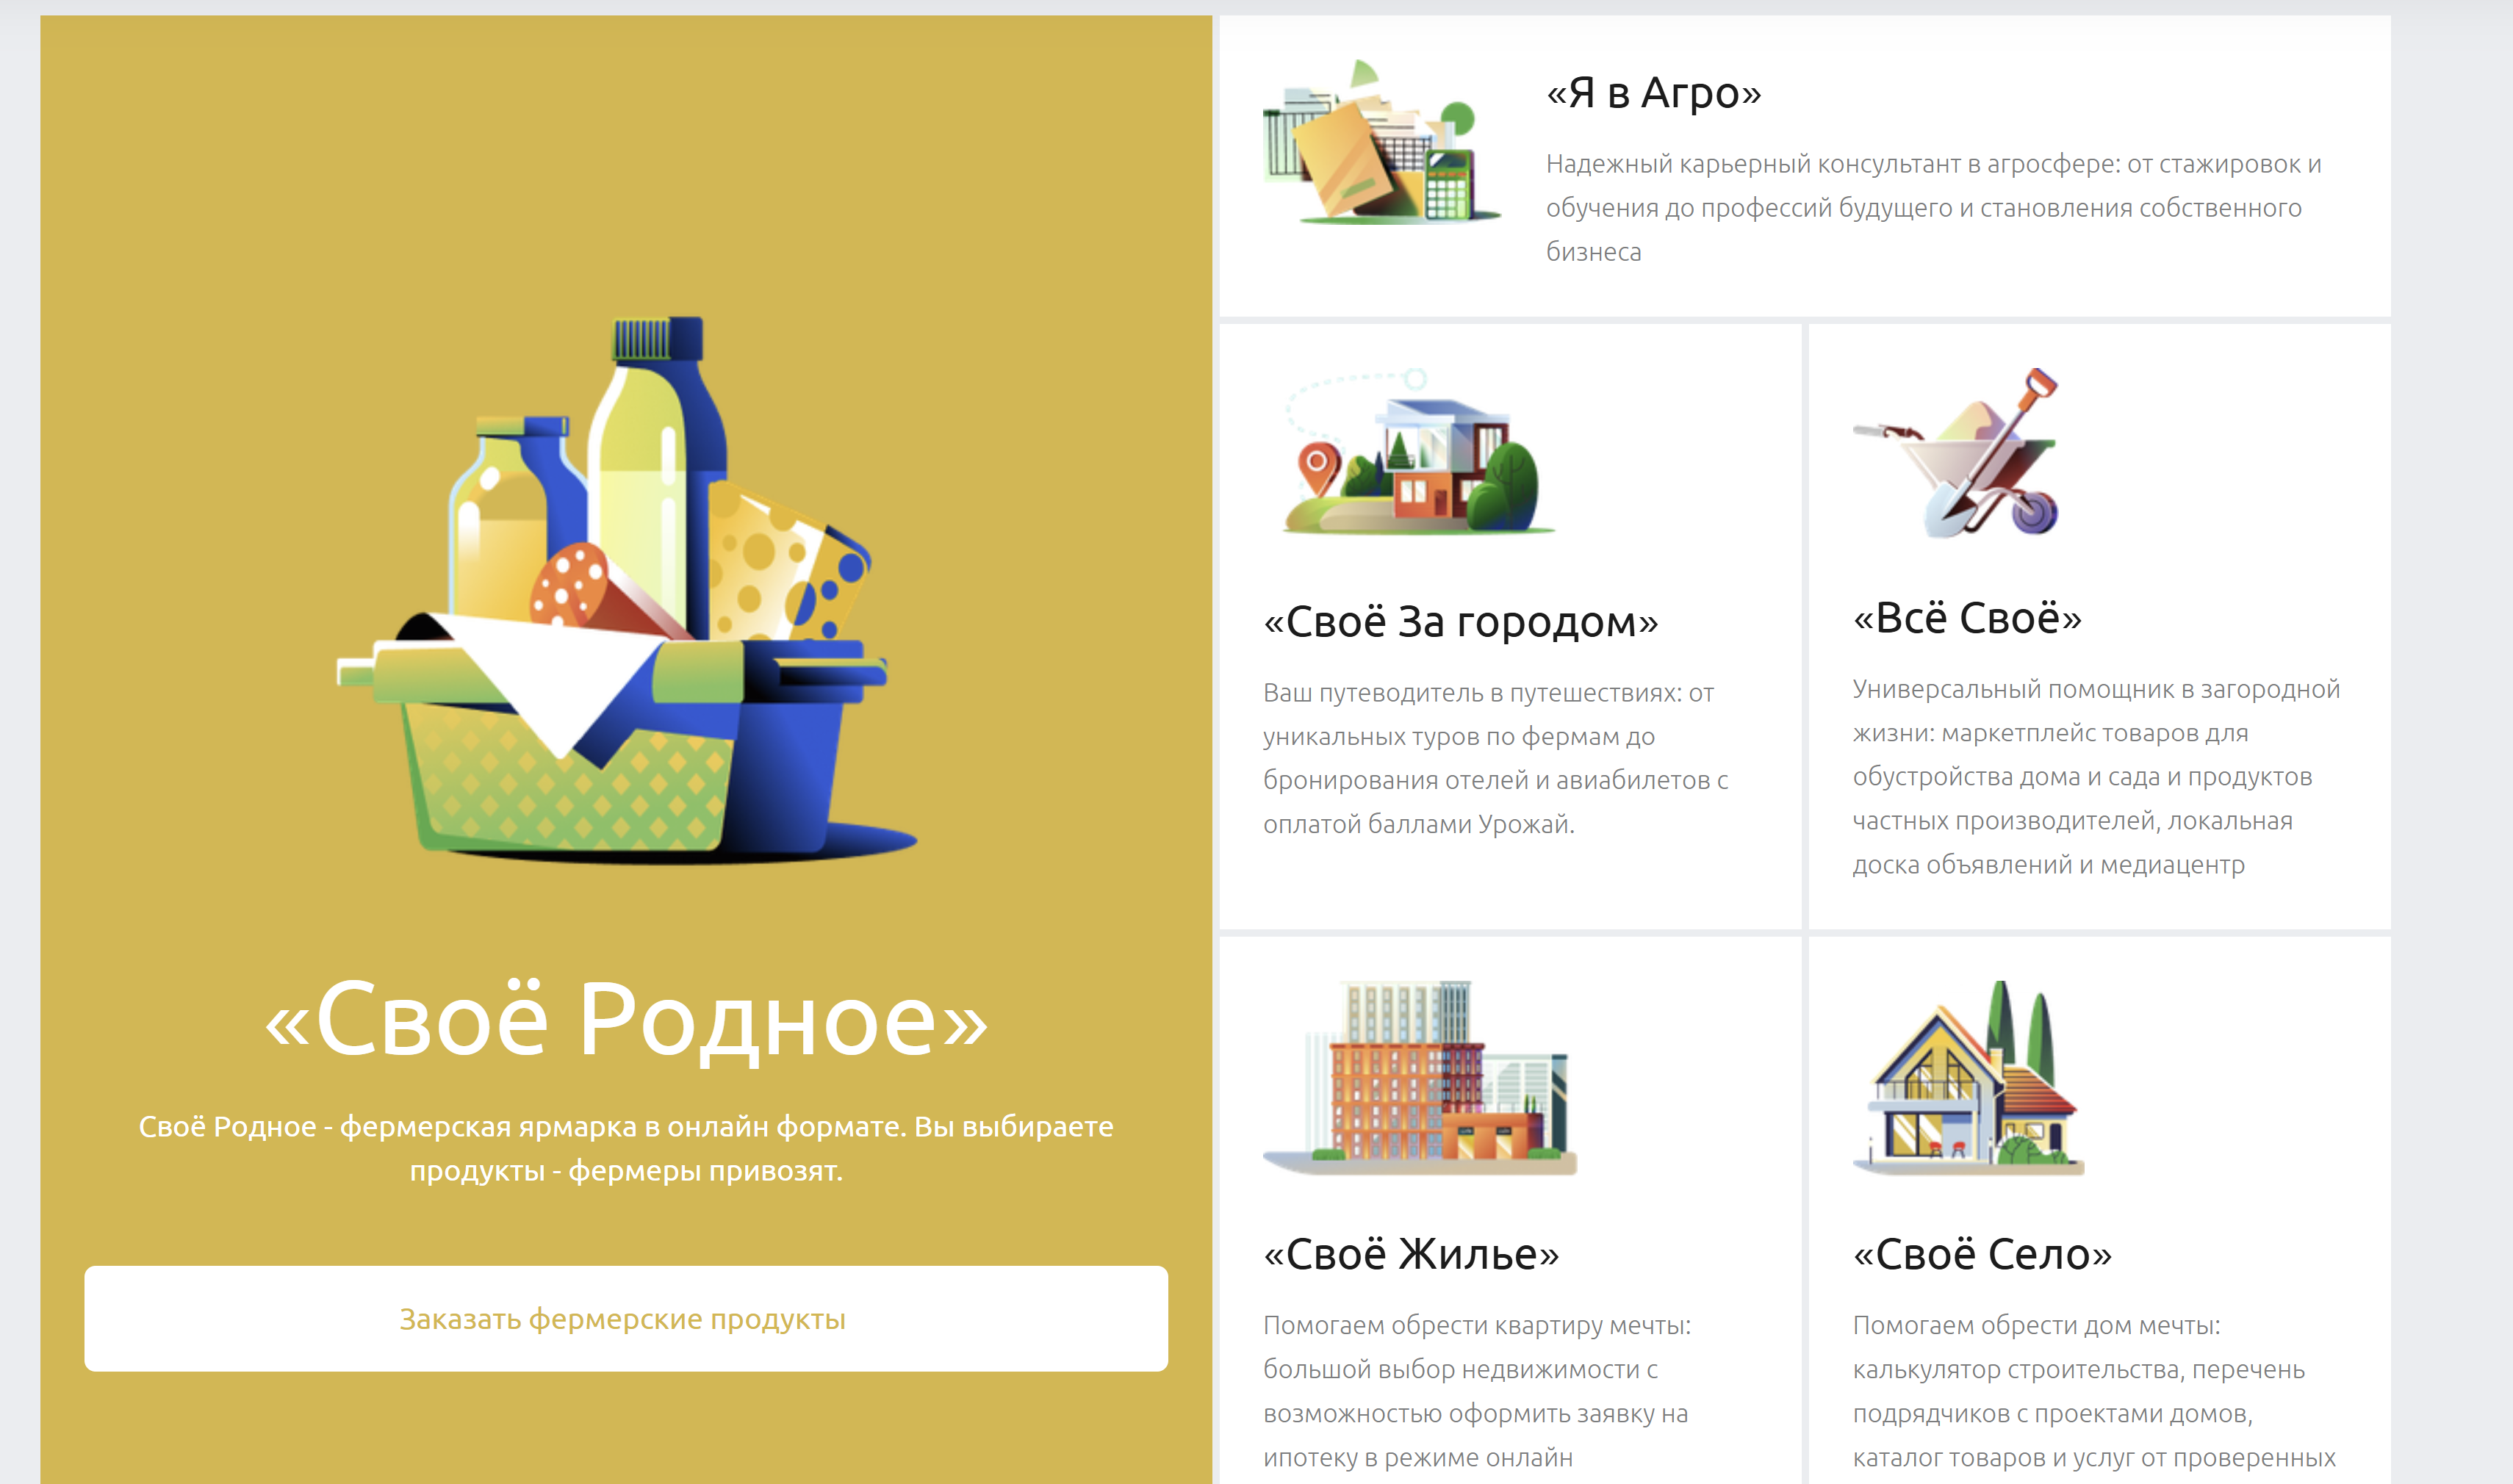 «Своё Родное»
Своё Родное - фермерская ярмарка в онлайн формате. Вы выбираете
продукты - фермеры привозят.
Заказать фермерские продукты
«Я в Агро»
Надежный карьерный консультант в агросфере: от стажировок и
обучения до профессий будущего и становления собственного
бизнеса
«Своё За городом»
Ваш путеводитель в путешествиях: от
уникальных туров по фермам до
бронирования отелей и авиабилетов с
оплатой баллами Урожай.
«Всё Своё»
Универсальный помощник в загородной
жизни: маркетплейс товаров для
обустройства дома и сада и продуктов
частных производителей, локальная
доска объявлений и медиацентр
«Своё Жилье»
Помогаем обрести квартиру мечты:
большой выбор недвижимости с
возможностью оформить заявку на
ипотеку в режиме онлайн
«Своё Село»
Помогаем обрести дом мечты:
калькулятор строительства, перечень
подрядчиков с проектами домов,
каталог товаров и услуг от проверенных